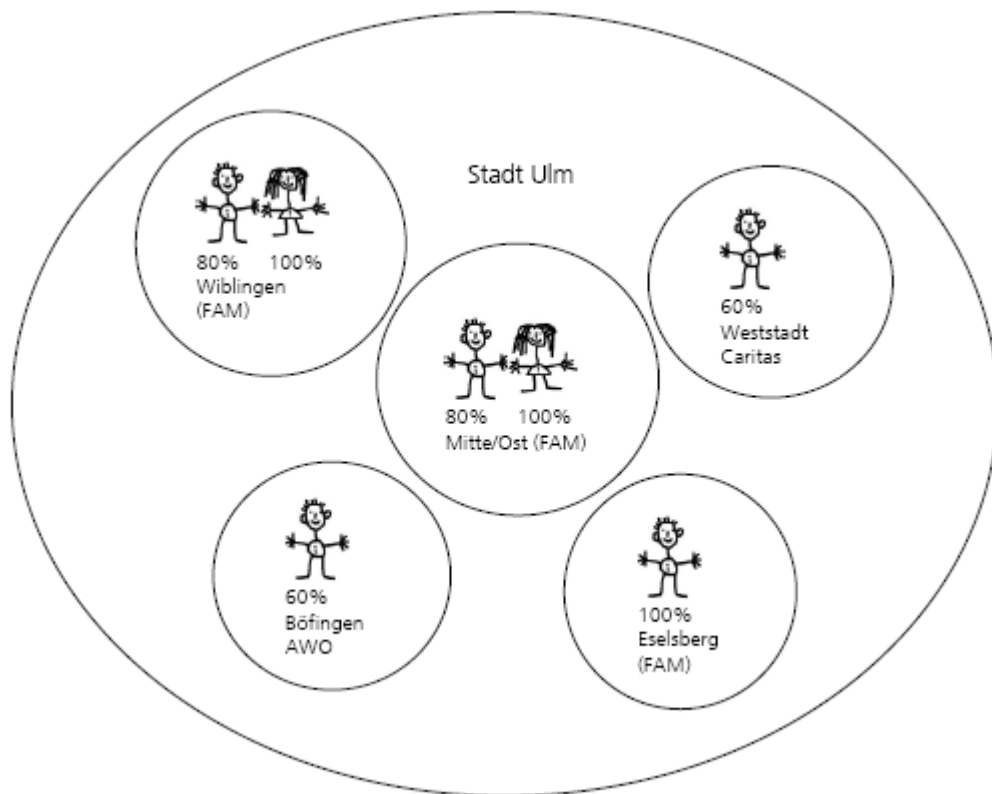 Stadt Ulm
80% 100%
Wiblingen
(FAM)
60%
Weststadt
Caritas
80% 100%
Mitte/Ost (FAM)
60%
Böfingen
AWO
100%
Eselsberg
(FAM)